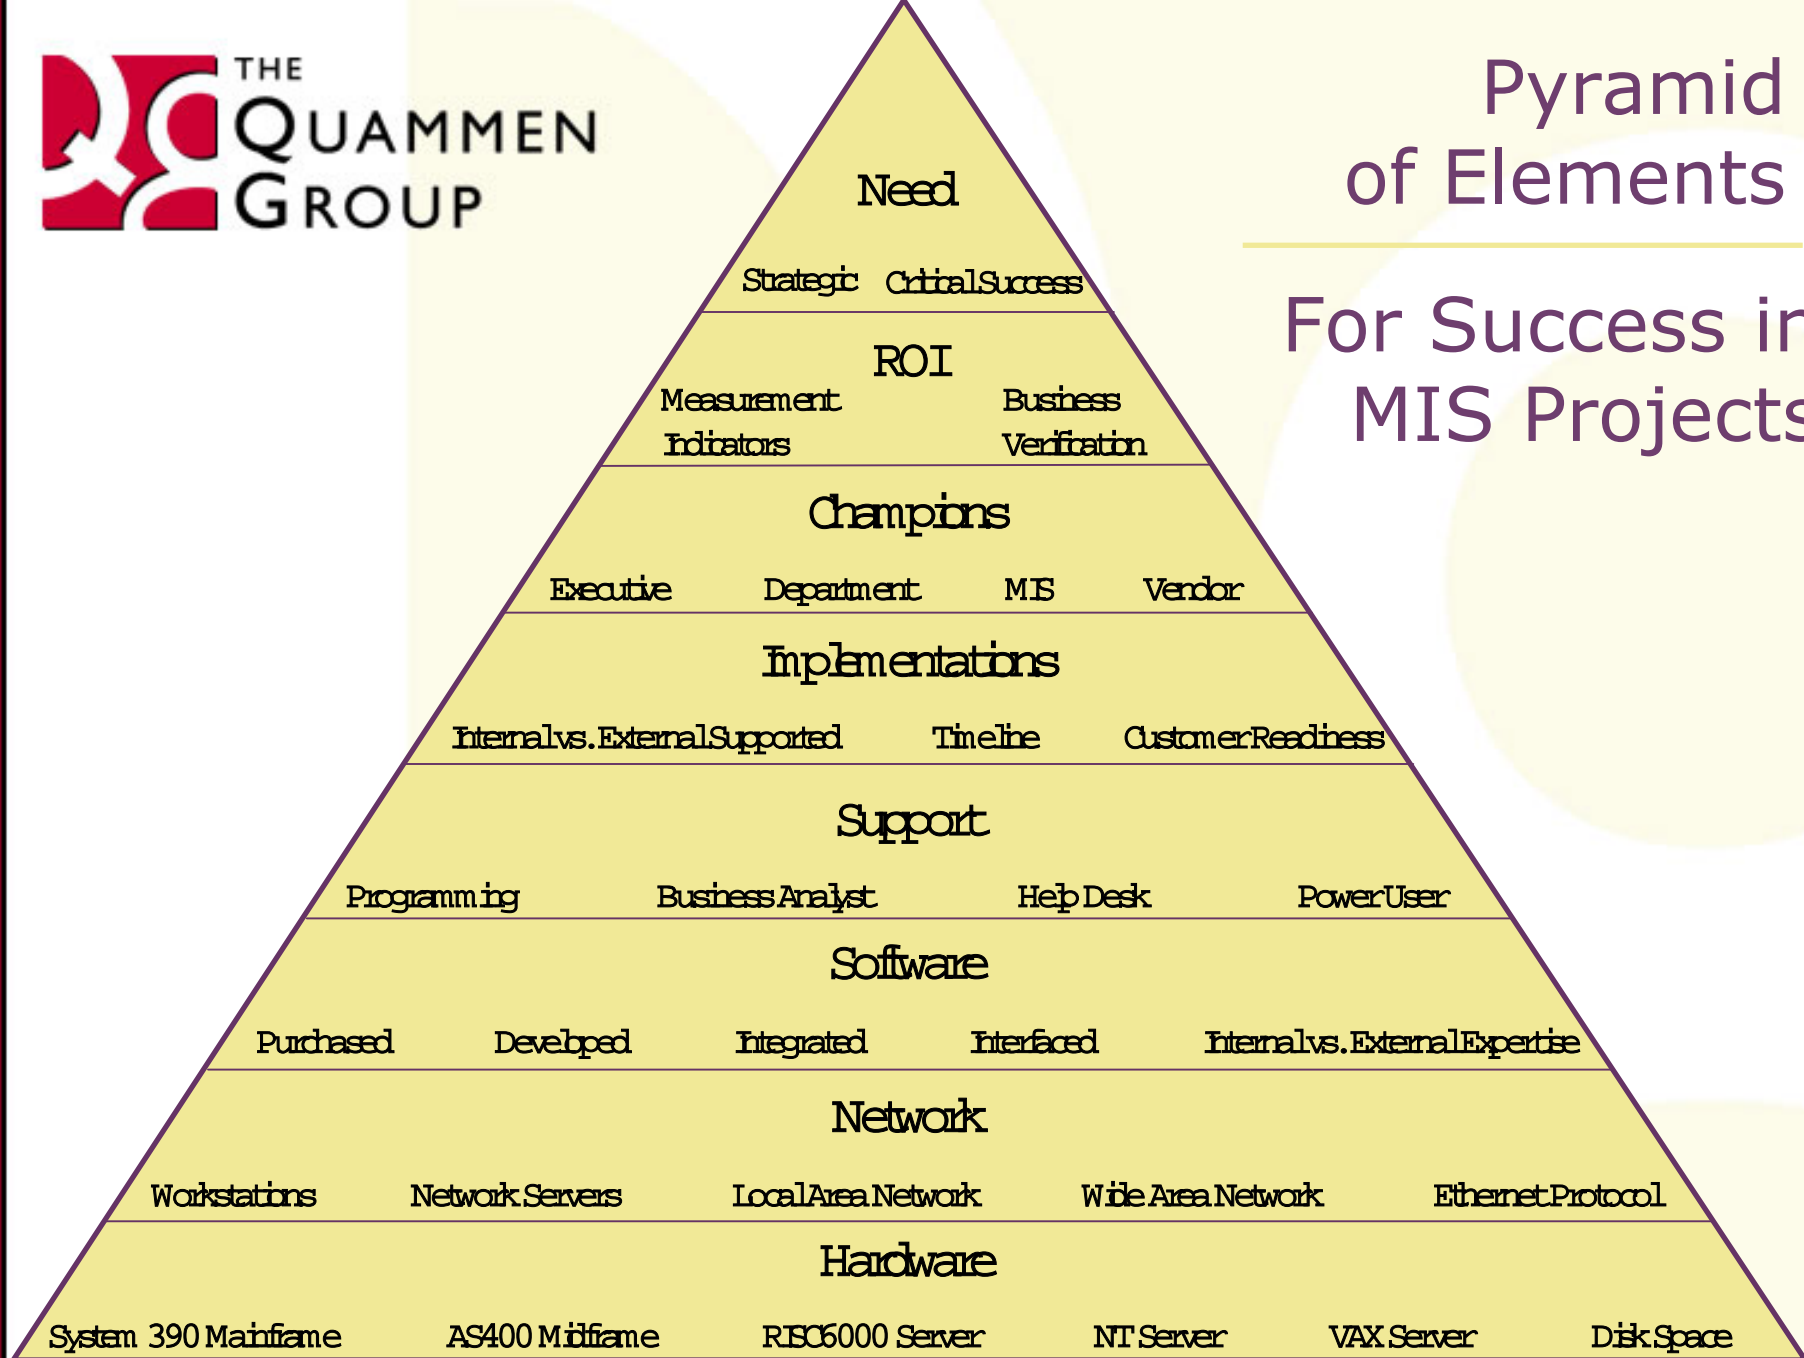 THE
QUAMMEN
GROUP
Pyramid
of Elements
For Success in
MIS Projects
Need
Strategic Critical Success
ROI
Measurement Business
Indicators Verification
Champions
Executive Department MIS Vendor
Implementations
Internal vs. External Supported Timeline Customer Readiness
Support
Programming Business Analyst Help Desk Power User
Software
Purchased Developed Integrated Interfaced Internal vs. External Expertise
Network
Workstations Network Servers Local Area Network Wide Area Network Ethernet Protocol
Hardware
System 390 Mainframe AS400 Midframe RISC6000 Server NT Server VAX Server Disk Space